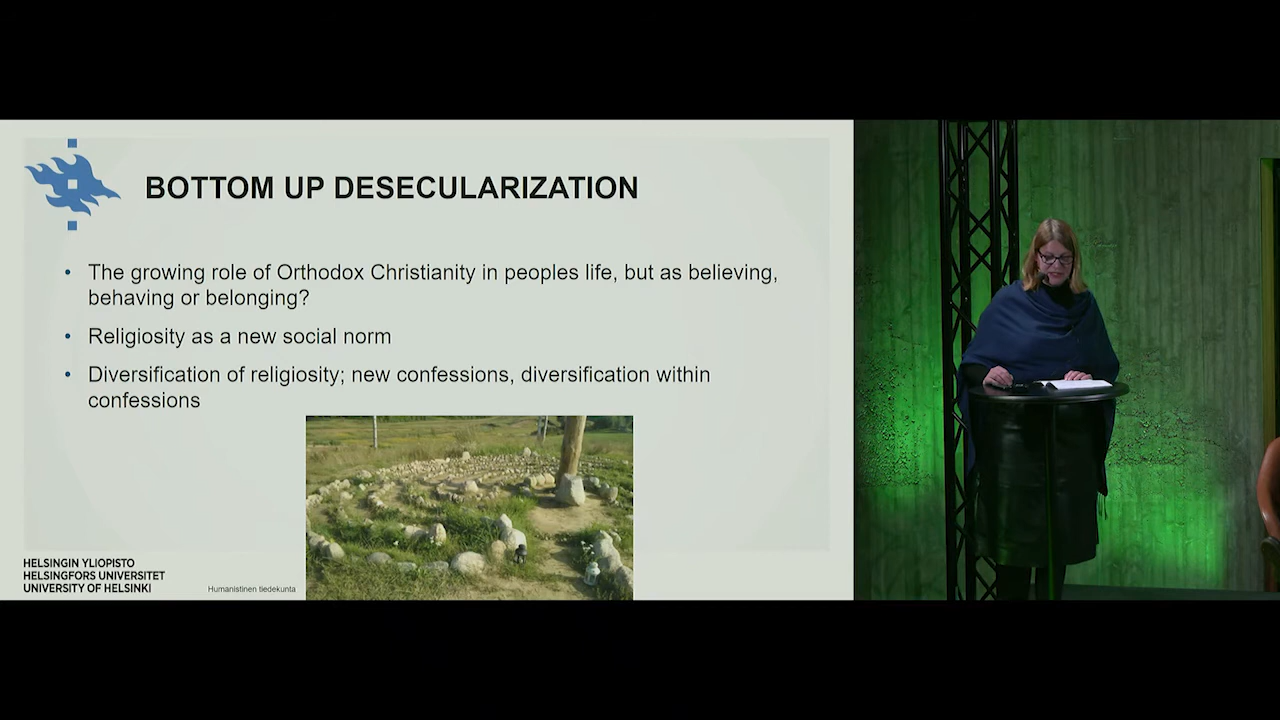 BOTTOM UP DESECULARIZATION
• The growing role of Orthodox Christianity in peoples life, but as believing,
behaving or belonging?
• Religiosity as a new social norm
• Diversification of religiosity; new confessions, diversification within
confessions
HELSINGIN YLIOPISTO
HELSINGFORS UNIVERSITET
UNIVERSITY OF HELSINKI
Humanistinen tiedekunta